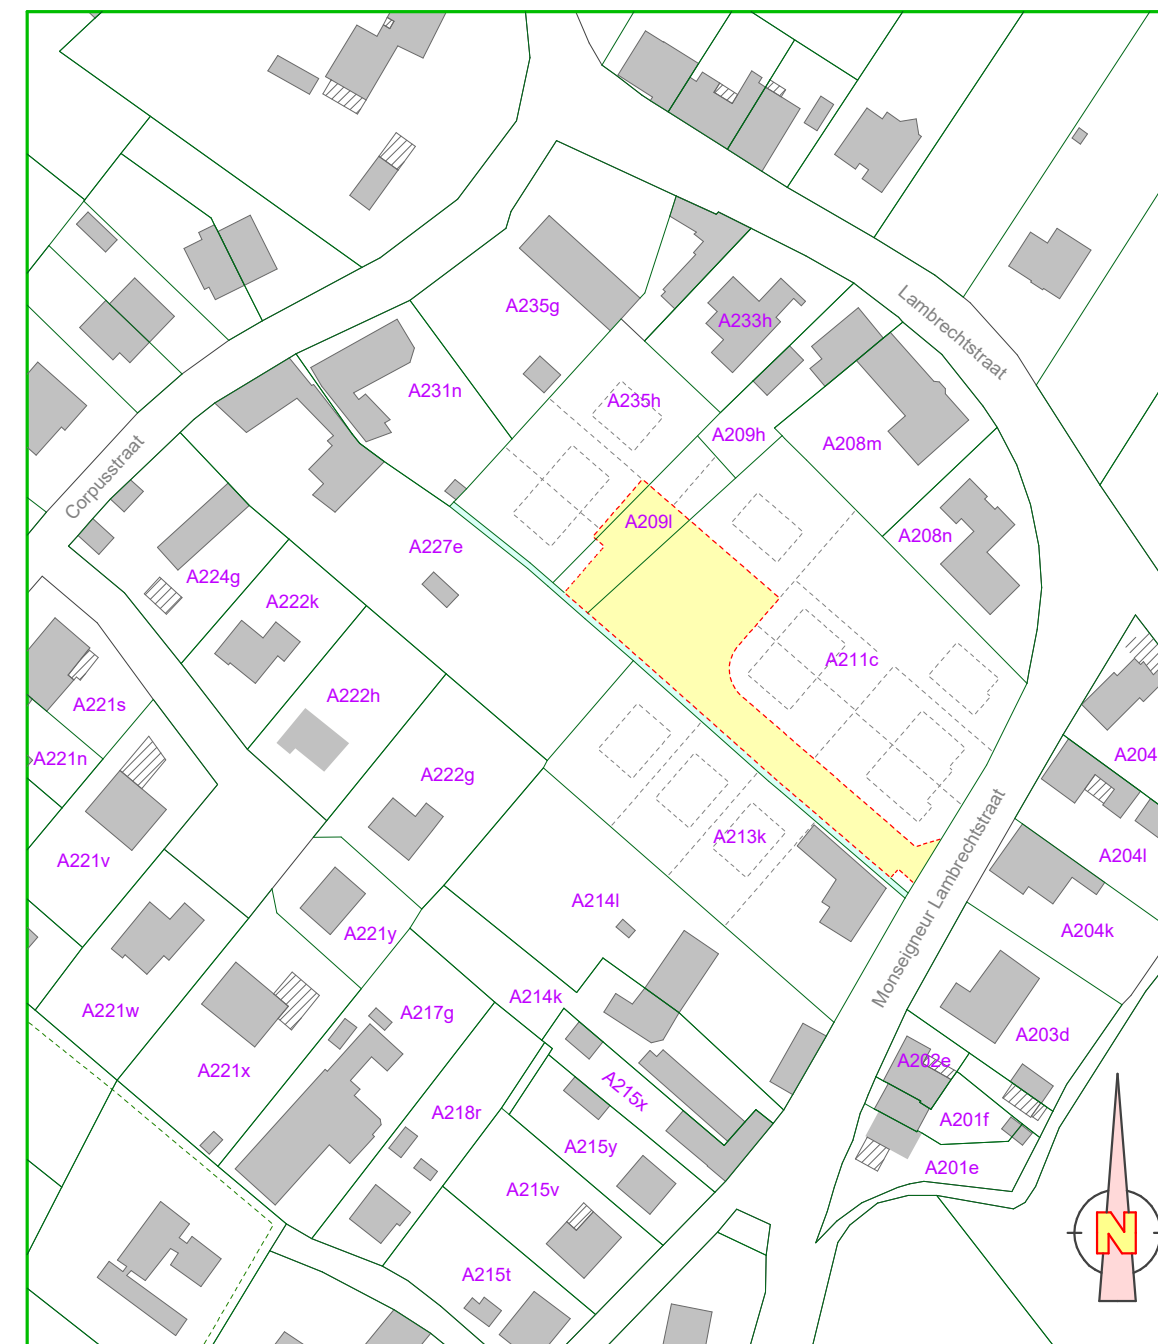 Lambrechtstraat
A235g
A233h
A231n
A235h
A209h
A208m
Corpusstraat
A209l
A208n
A227e
A224g
A222k
A211c
A222h
A221s
A221n
A204
A222g
A213k
A221v
A204l
A214l
Monseigneur Lambrechtstraat
A221y
A204k
A214k
A221w
A217g
A203d
A202e
A221x
A215x
A218r
A201f
A215y
A201e
A215v
N
A215t